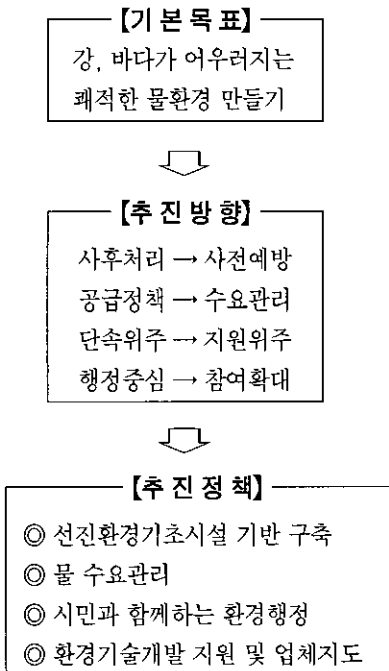 【기 본 목 표】
강, 바다가 어우러지는
쾌적한 물환경 만들기
【추 진 방 향】
사후처리 → 사전예방
공급정책 → 수요관리
단속위주 → 지원위주
행정중심 → 참여확대
【추 진 정 책】
◎ 선진환경기초시설 기반 구축
◎ 물 수요관리
◎ 시민과 함께하는 환경행정
◎ 환경기술개발 지원 및 업체지도